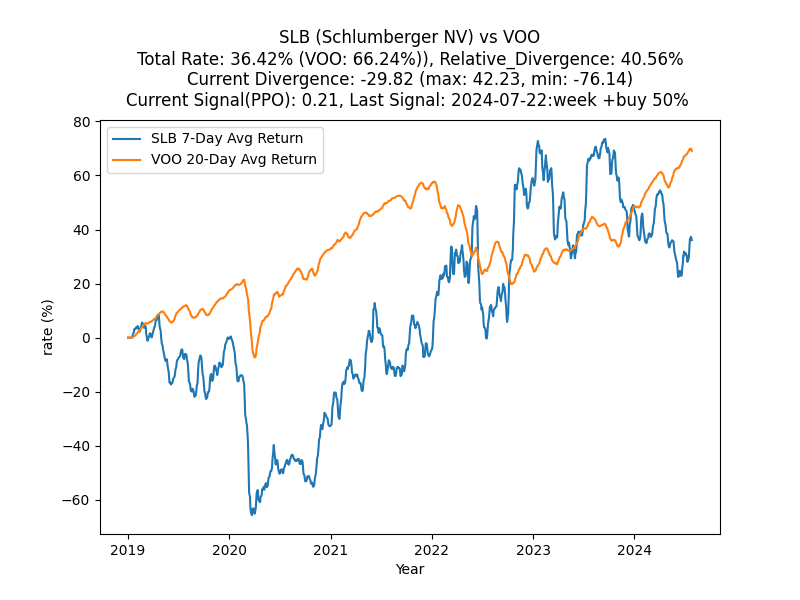 SLB (Schlumberger NV) vs VOO
Total Rate: 36.42% (VOO: 66.24%)), Relative_Divergence: 40.56%
Current Divergence: -29.82 (max: 42.23, min: -76.14)
Current Signal(PPO): 0.21, Last Signal: 2024-07-22:week +buy 50%
SLB 7-Day Avg Return
VOO 20-Day Avg Return
rate (%)
80
60
40
20
0
−20
−40
−60
2019 2020 2021 2022 2023 2024
Year